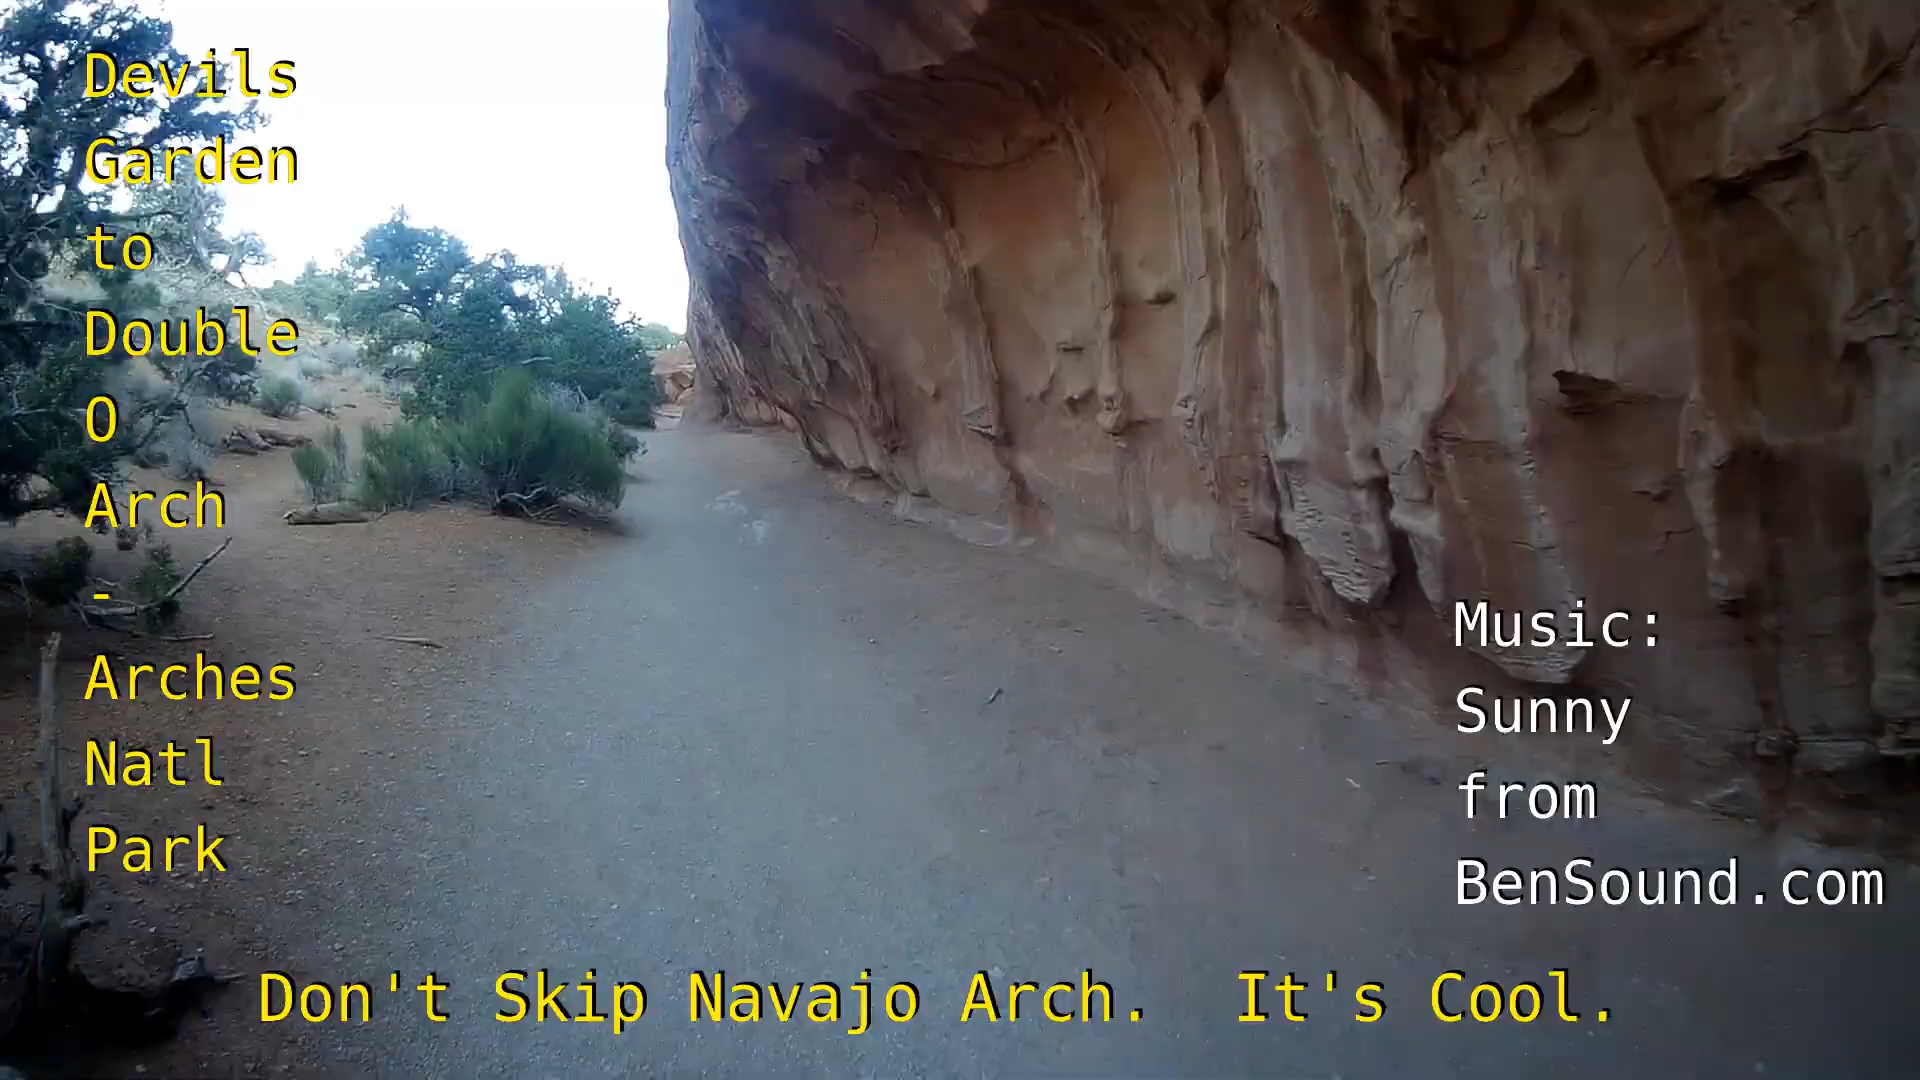 Devils
Garden
to
Double
O
Arch
-
Arches
Natl
Park
Music:
Sunny
from
BenSound.com
Don't Skip Navajo Arch.  It's Cool.